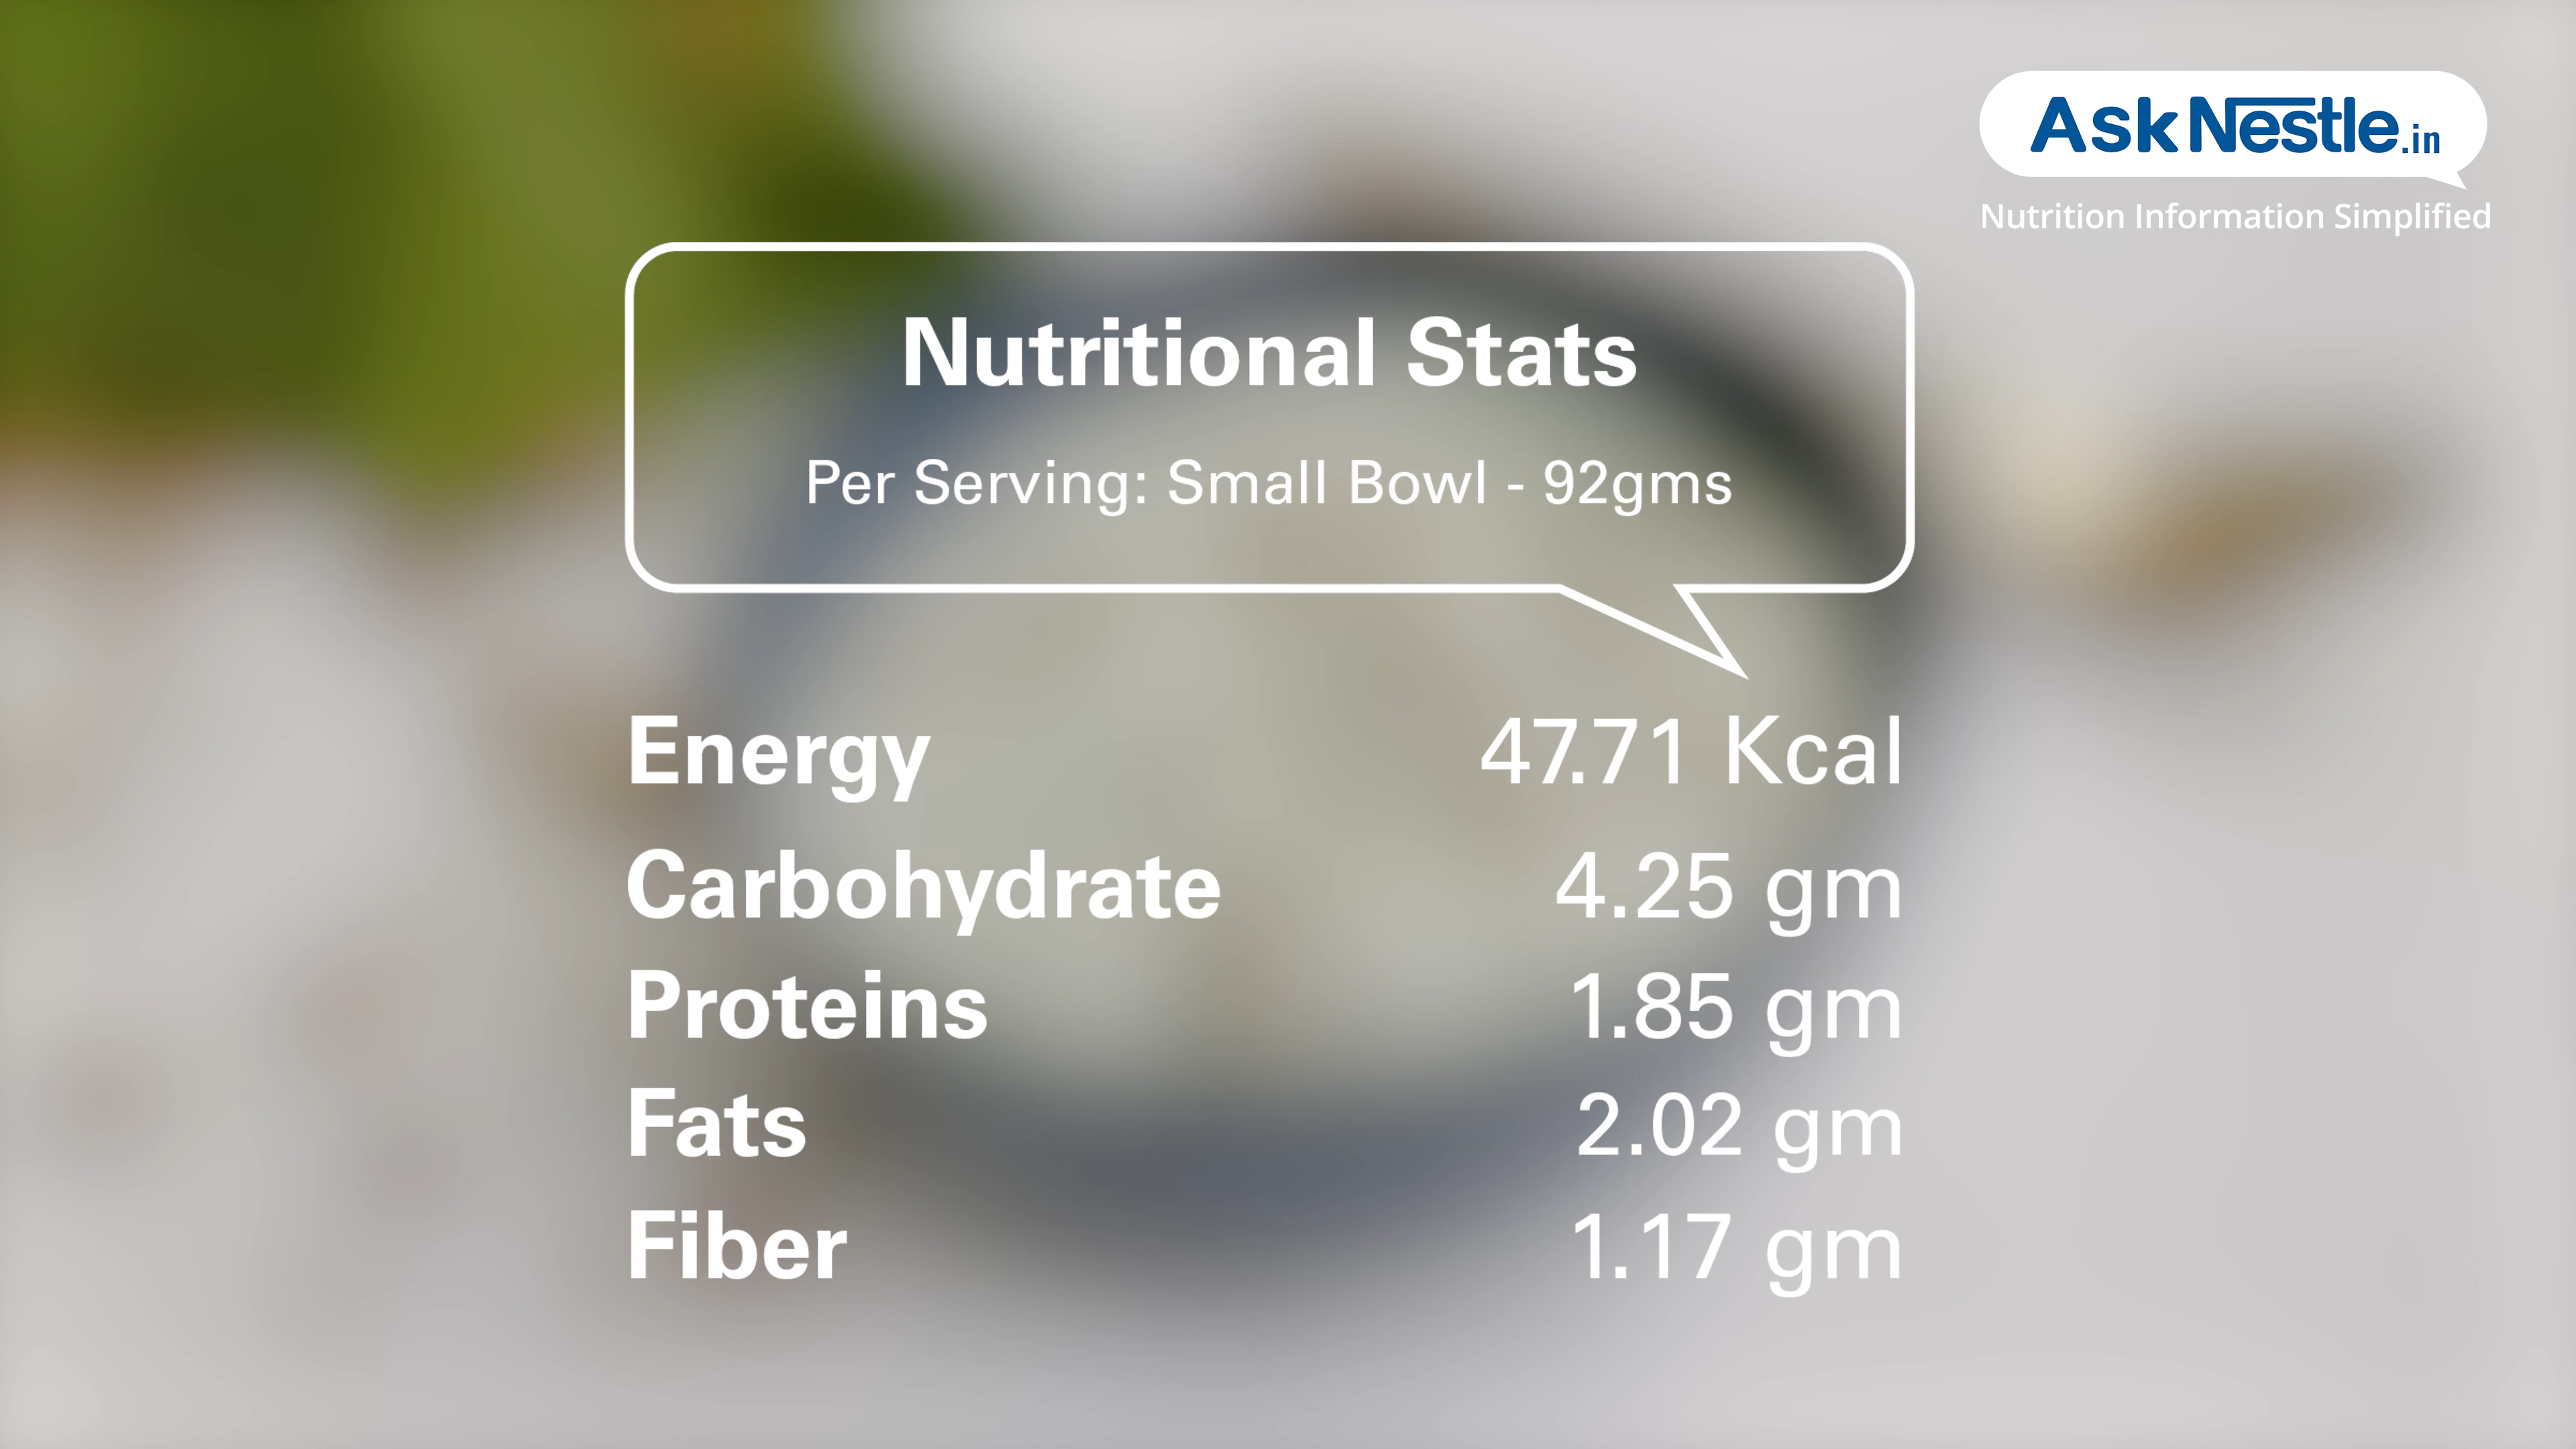 AskNestle.in
Nutrition Information Simplified
Nutritional Stats
Per Serving: Small Bowl - 92gms
Energy 47.71 Kcal
Carbohydrate 4.25 gm
Proteins 1.85 gm
Fats 2.02 gm
Fiber 1.17 gm